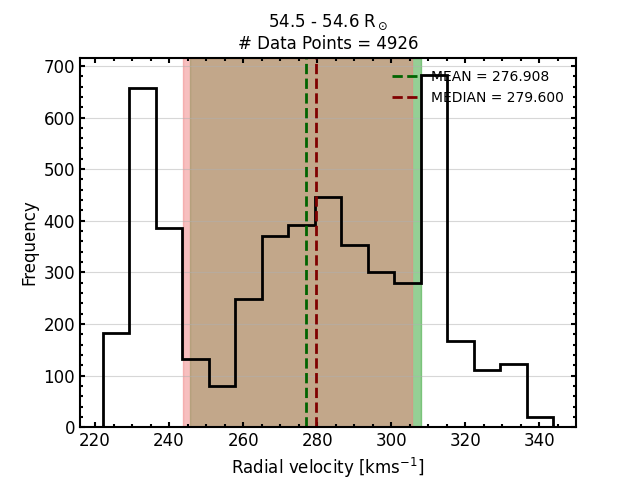 54.5 - 54.6 R⊙
# Data Points = 4926
MEAN = 276.908
MEDIAN = 279.600
Frequency
700
600
500
400
300
200
100
0
220 240 260 280 300 320 340
Radial velocity [kms⁻¹]